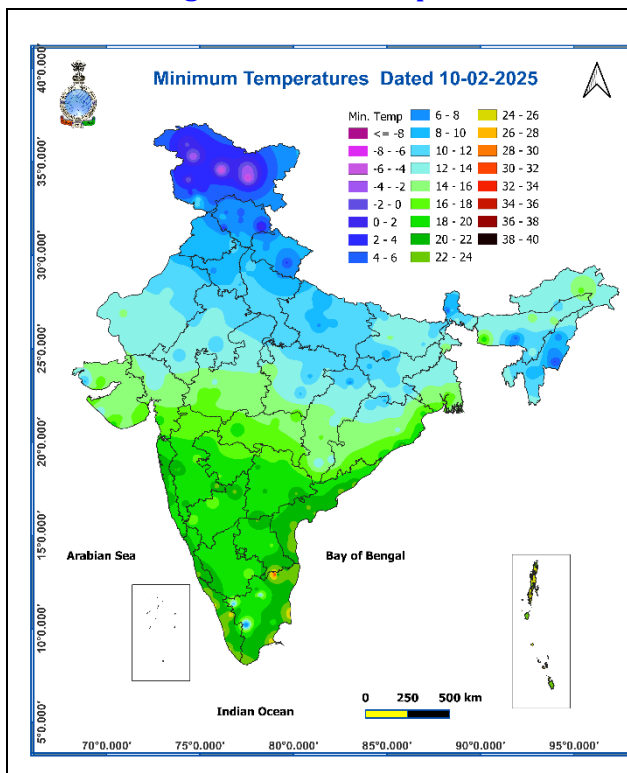 Minimum Temperatures Dated 10-02-2025
Min. Temp
<= -8
-8 - -6
-6 - -4
-4 - -2
-2 - 0
0 - 2
2 - 4
4 - 6
6 - 8
8 - 10
10 - 12
12 - 14
14 - 16
16 - 18
18 - 20
20 - 22
22 - 24
24 - 26
26 - 28
28 - 30
30 - 32
32 - 34
34 - 36
36 - 38
38 - 40
40°0.000'
35°0.000'
30°0.000'
25°0.000'
20°0.000'
15°0.000'
10°0.000'
5°0.000'
Arabian Sea
Bay of Bengal
Indian Ocean
0 250 500 km
70°0.000' 75°0.000' 80°0.000' 85°0.000' 90°0.000' 95°0.000'